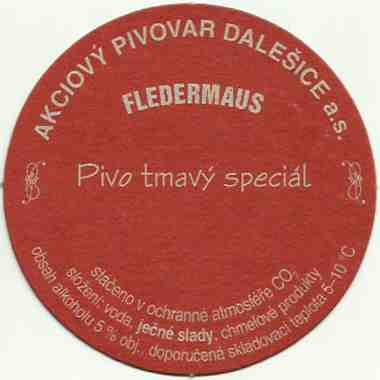 AKCIOVÝ PIVOVAR DALEŠICE a.s.
FLEDERMAUS
Pivo tmavý speciál
stáčeno v ochranné atmosféře CO₂
složení: voda, ječné slady, chmelové produkty
obsah alkoholu 5 % obj., doporučená skladovací teplota 5-10 °C